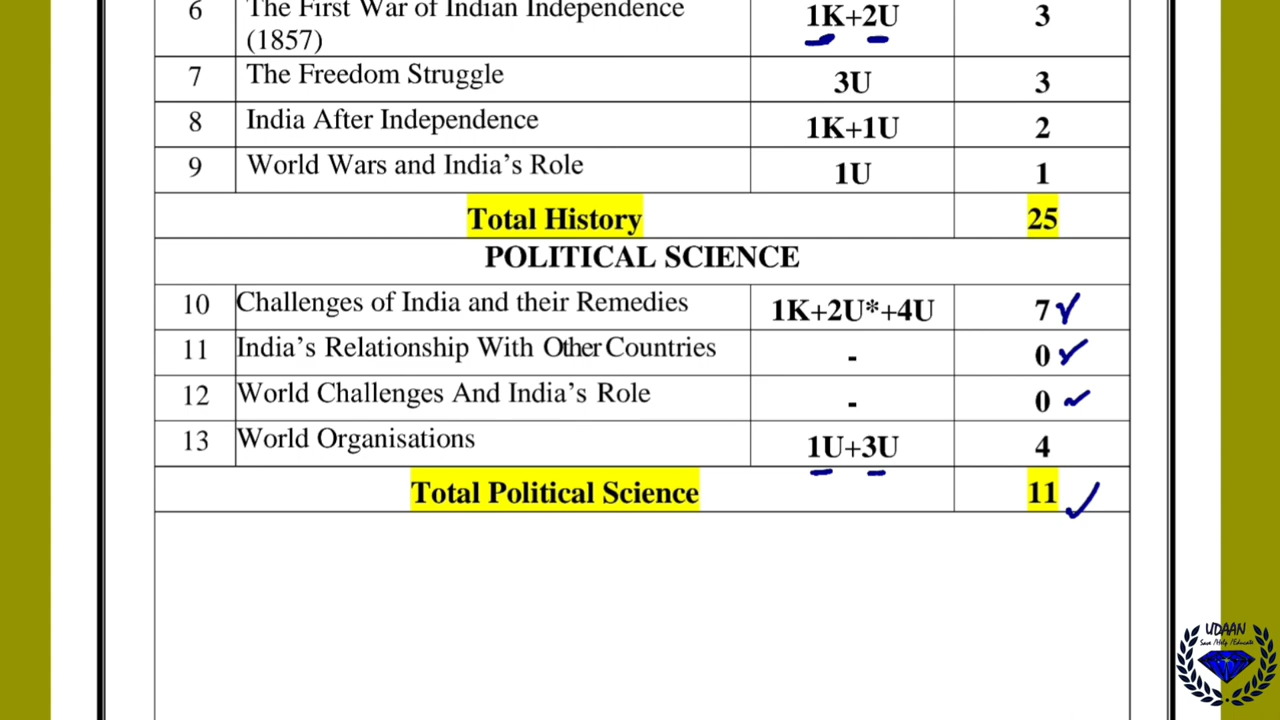 6 The First War of Indian Independence 1K+2U 3
(1857)
7 The Freedom Struggle 3U 3
8 India After Independence 1K+1U 2
9 World Wars and India’s Role 1U 1
Total History 25
POLITICAL SCIENCE
10 Challenges of India and their Remedies 1K+2U*+4U 7
11 India’s Relationship With Other Countries - 0
12 World Challenges And India’s Role - 0
13 World Organisations 1U+3U 4
Total Political Science 11
UDAAN
Save /Help /Educate